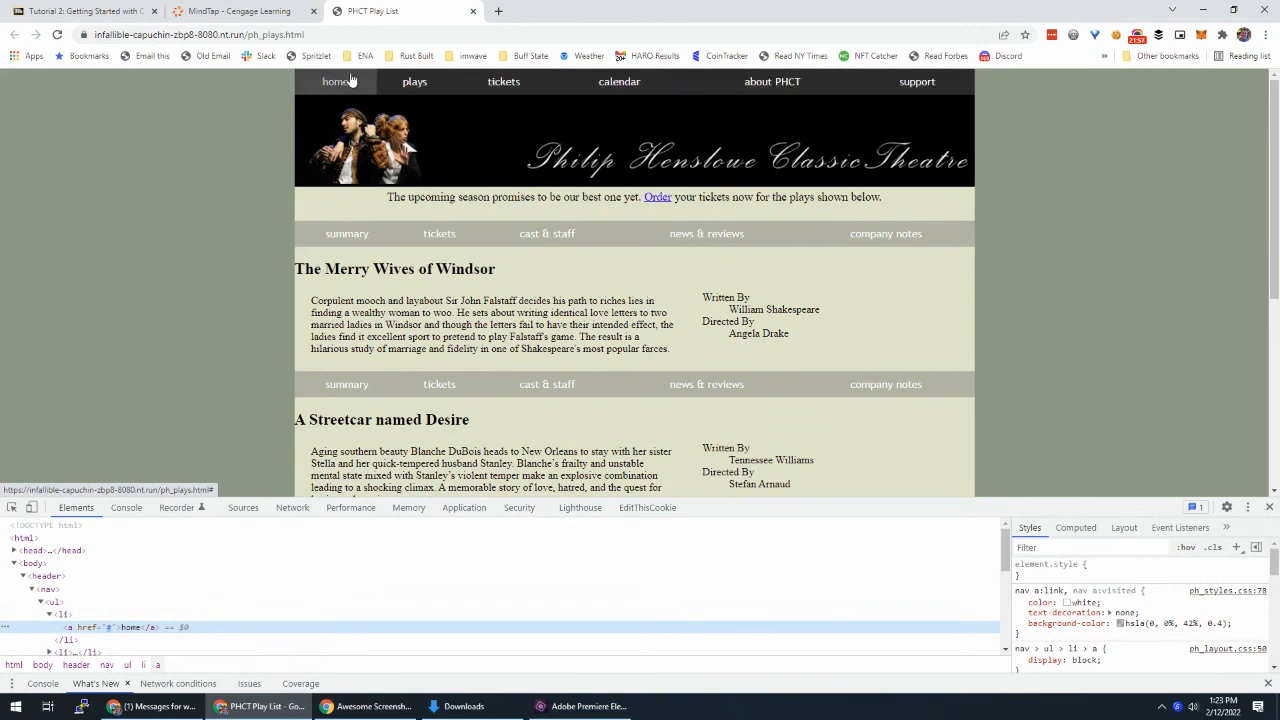 Tutorial 2: Getting Started with C
MindTap - Cengage Learning
PHCT Play List
infallible-capuchin-zbp8-8080.nt.run/ph_plays.html
21:57
Apps
Bookmarks
Email this
Old Email
Slack
Spritzlet
ENA
Rust Built
imwave
Buff State
Weather
HARO Results
CoinTracker
Read NY Times
NFT Catcher
Read Forbes
Discord
»
Other bookmarks
Reading list
home
plays
tickets
calendar
about PHCT
support
Philip Henslowe Classic Theatre
The upcoming season promises to be our best one yet. Order your tickets now for the plays shown below.
summary
tickets
cast & staff
news & reviews
company notes
The Merry Wives of Windsor
Corpulent mooch and layabout Sir John Falstaff decides his path to riches lies in
finding a wealthy woman to woo. He sets about writing identical love letters to two
marred ladies in Windsor and though the letters fail to have their intended effect, the
ladies find it excellent sport to pretend to play Falstaff's game. The result is a
hilarious study of marriage and fidelity in one of Shakespeare's most popular farces.
Written By
William Shakespeare
Directed By
Angela Drake
summary
tickets
cast & staff
news & reviews
company notes
A Streetcar named Desire
Aging southern beauty Blanche DuBois heads to New Orleans to stay with her sister
Stella and her quick-tempered husband Stanley. Blanche's frailty and unstable
mental state mixed with Stanley's violent temper make an explosive combination
leading to a shocking climax. A memorable story of love, hatred, and the quest for
Written By
Tennessee Williams
Directed By
Stefan Arnaud
https://infallible-capuchin-zbp8-8080.nt.run/ph_plays.html#
Elements
Console
Recorder
Sources
Network
Performance
Memory
Application
Security
Lighthouse
EditThisCookie
1
<!DOCTYPE html>
<html>
<head>…</head>
<body>
<header>
<nav>
<ul>
<li>
<a href="#">home</a> == $0
</li>
<li>…</li>
html
body
header
nav
ul
li
a
Styles
Computed
Layout
Event Listeners
»
Filter
:hov
.cls
element.style {
}
nav a:link, nav a:visited {
ph_styles.css:78
color: white;
text-decoration: none;
background-color: hsla(0, 0%, 42%, 0.4);
}
nav > ul > li > a {
ph_layout.css:50
display: block;
Console
What's New
Network conditions
Issues
Coverage
(1) Messages for w...
PHCT Play List - Go...
Awesome Screensh...
Downloads
Adobe Premiere Ele...
1:23 PM
2/12/2022